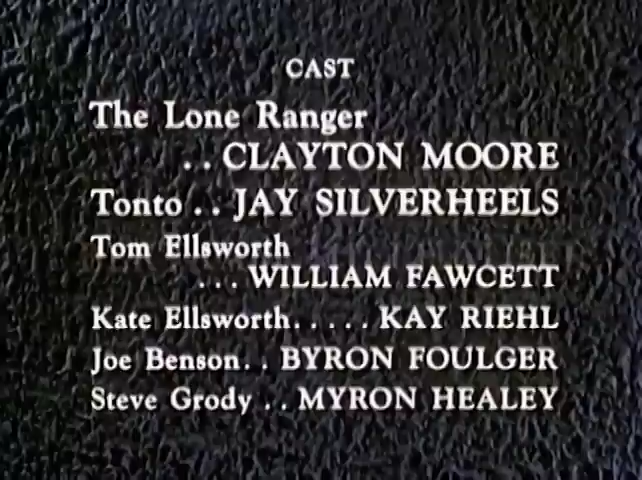 CAST
The Lone Ranger
. . CLAYTON MOORE
Tonto . . JAY SILVERHEELS
Tom Ellsworth
. . . WILLIAM FAWCETT
Kate Ellsworth. . . . . KAY RIEHL
Joe Benson. . BYRON FOULGER
Steve Grody . . MYRON HEALEY